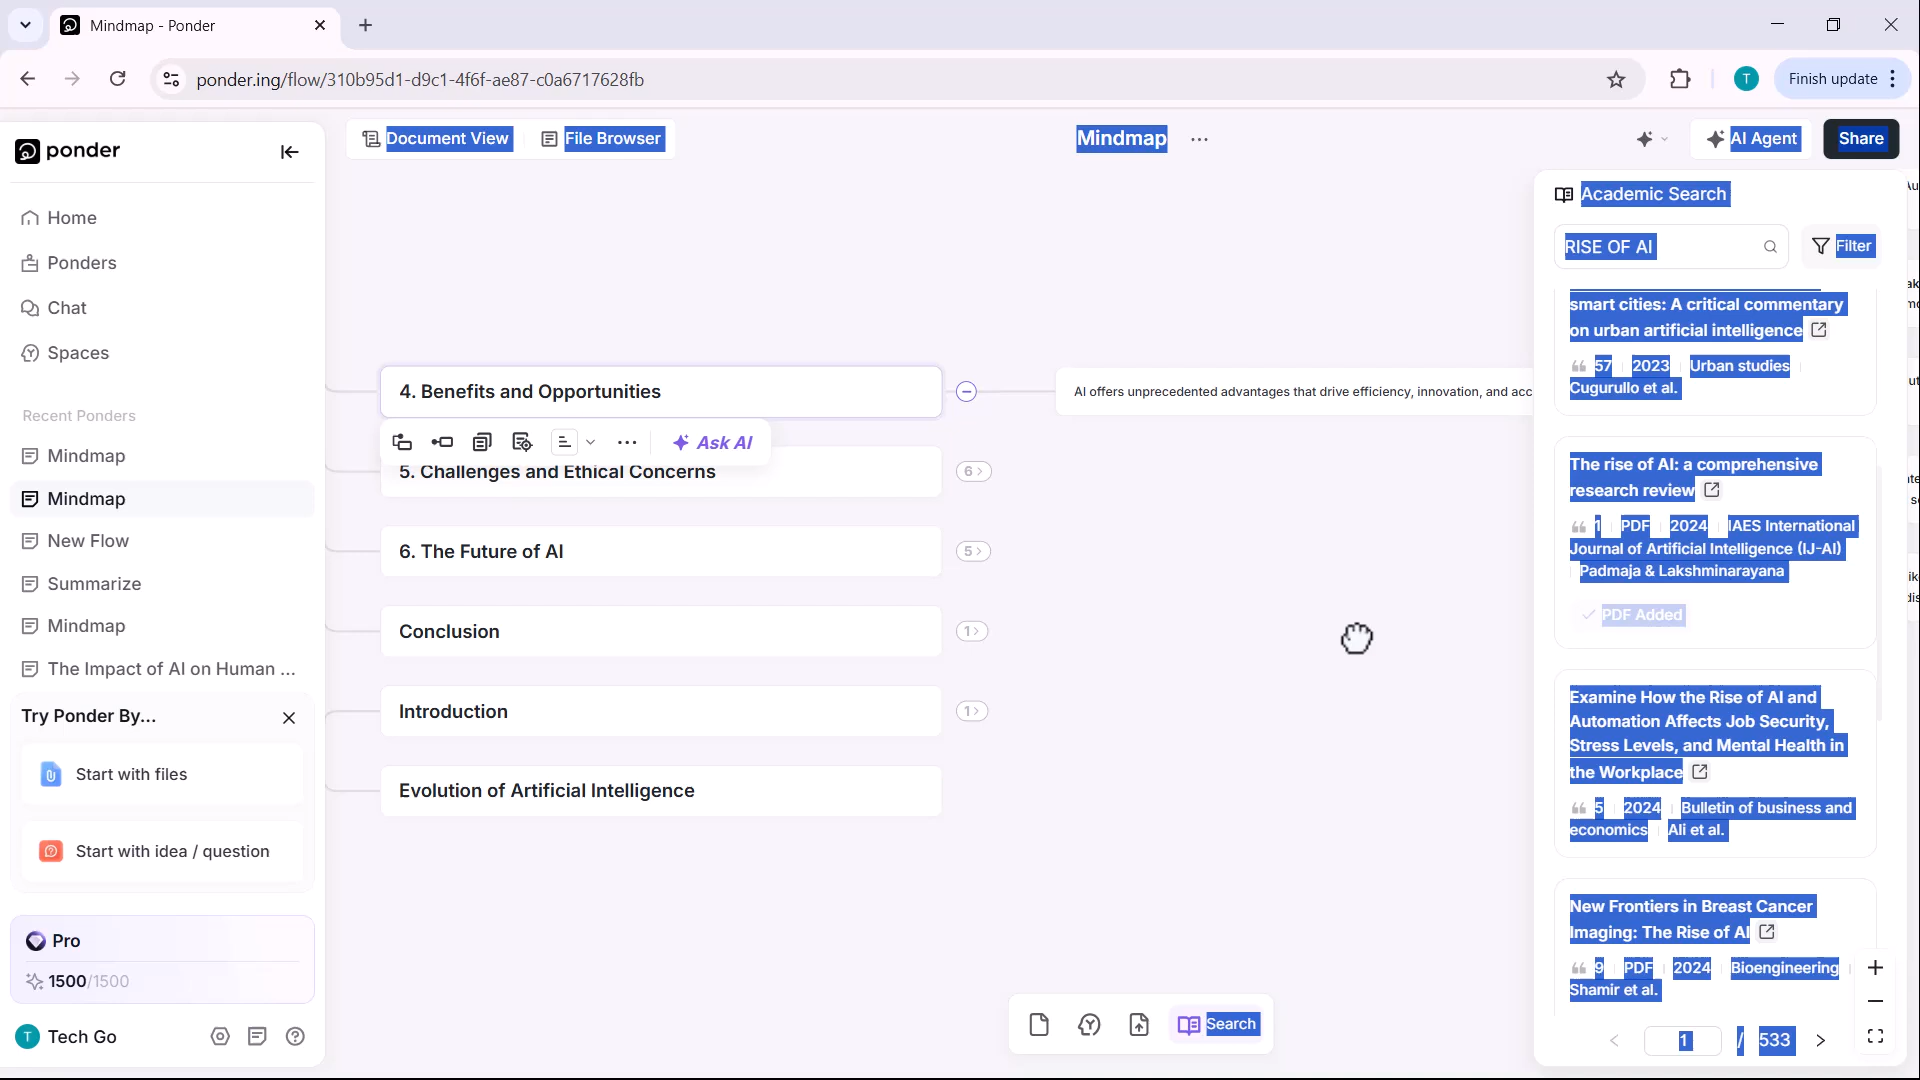 Mindmap - Ponder
ponder.ing/flow/310b95d1-d9c1-4f6f-ae87-c0a6717628fb
T
Finish update
ponder
Home
Ponders
Chat
Spaces
Recent Ponders
Mindmap
Mindmap
New Flow
Summarize
Mindmap
The Impact of AI on Human ...
Try Ponder By...
Start with files
Start with idea / question
Pro
1500/1500
T Tech Go
Document View
File Browser
Mindmap
AI Agent
Share
4. Benefits and Opportunities
AI offers unprecedented advantages that drive efficiency, innovation, and acc
Ask AI
5. Challenges and Ethical Concerns
6
6. The Future of AI
5
Conclusion
1
Introduction
1
Evolution of Artificial Intelligence
Search
Academic Search
RISE OF AI
Filter
smart cities: A critical commentary
on urban artificial intelligence
57 2023 Urban studies
Cugurullo et al.
The rise of AI: a comprehensive
research review
1 PDF 2024 IAES International
Journal of Artificial Intelligence (IJ-AI)
Padmaja & Lakshminarayana
PDF Added
Examine How the Rise of AI and
Automation Affects Job Security,
Stress Levels, and Mental Health in
the Workplace
5 2024 Bulletin of business and
economics Ali et al.
New Frontiers in Breast Cancer
Imaging: The Rise of AI
9 PDF 2024 Bioengineering
Shamir et al.
1 / 533